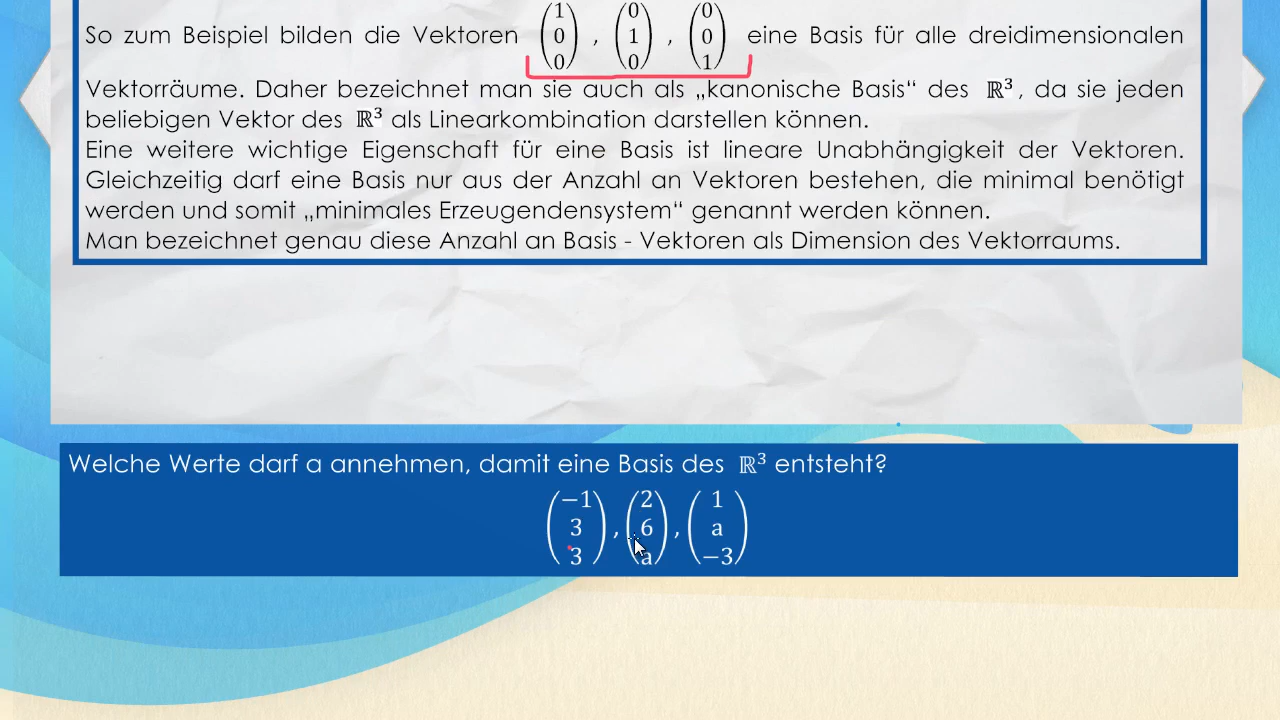 So zum Beispiel bilden die Vektoren (1 0 0), (0 1 0), (0 0 1) eine Basis für alle dreidimensionalen
Vektorräume. Daher bezeichnet man sie auch als „kanonische Basis“ des ℝ³, da sie jeden
beliebigen Vektor des ℝ³ als Linearkombination darstellen können.
Eine weitere wichtige Eigenschaft für eine Basis ist lineare Unabhängigkeit der Vektoren.
Gleichzeitig darf eine Basis nur aus der Anzahl an Vektoren bestehen, die minimal benötigt
werden und somit „minimales Erzeugendensystem“ genannt werden können.
Man bezeichnet genau diese Anzahl an Basis - Vektoren als Dimension des Vektorraums.
Welche Werte darf a annehmen, damit eine Basis des ℝ³ entsteht?
(−1 3 3), (2 6 a), (1 a −3)